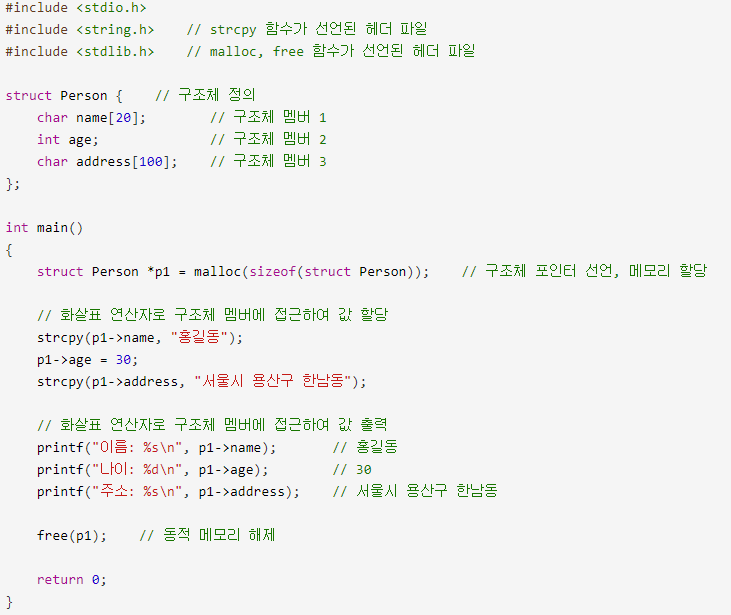 #include <stdio.h>
#include <string.h>    // strcpy 함수가 선언된 헤더 파일
#include <stdlib.h>    // malloc, free 함수가 선언된 헤더 파일

struct Person {    // 구조체 정의
    char name[20];        // 구조체 멤버 1
    int age;              // 구조체 멤버 2
    char address[100];    // 구조체 멤버 3
};

int main()
{
    struct Person *p1 = malloc(sizeof(struct Person));    // 구조체 포인터 선언, 메모리 할당

    // 화살표 연산자로 구조체 멤버에 접근하여 값 할당
    strcpy(p1->name, "홍길동");
    p1->age = 30;
    strcpy(p1->address, "서울시 용산구 한남동");

    // 화살표 연산자로 구조체 멤버에 접근하여 값 출력
    printf("이름: %s\n", p1->name);       // 홍길동
    printf("나이: %d\n", p1->age);        // 30
    printf("주소: %s\n", p1->address);    // 서울시 용산구 한남동

    free(p1);    // 동적 메모리 해제

    return 0;
}